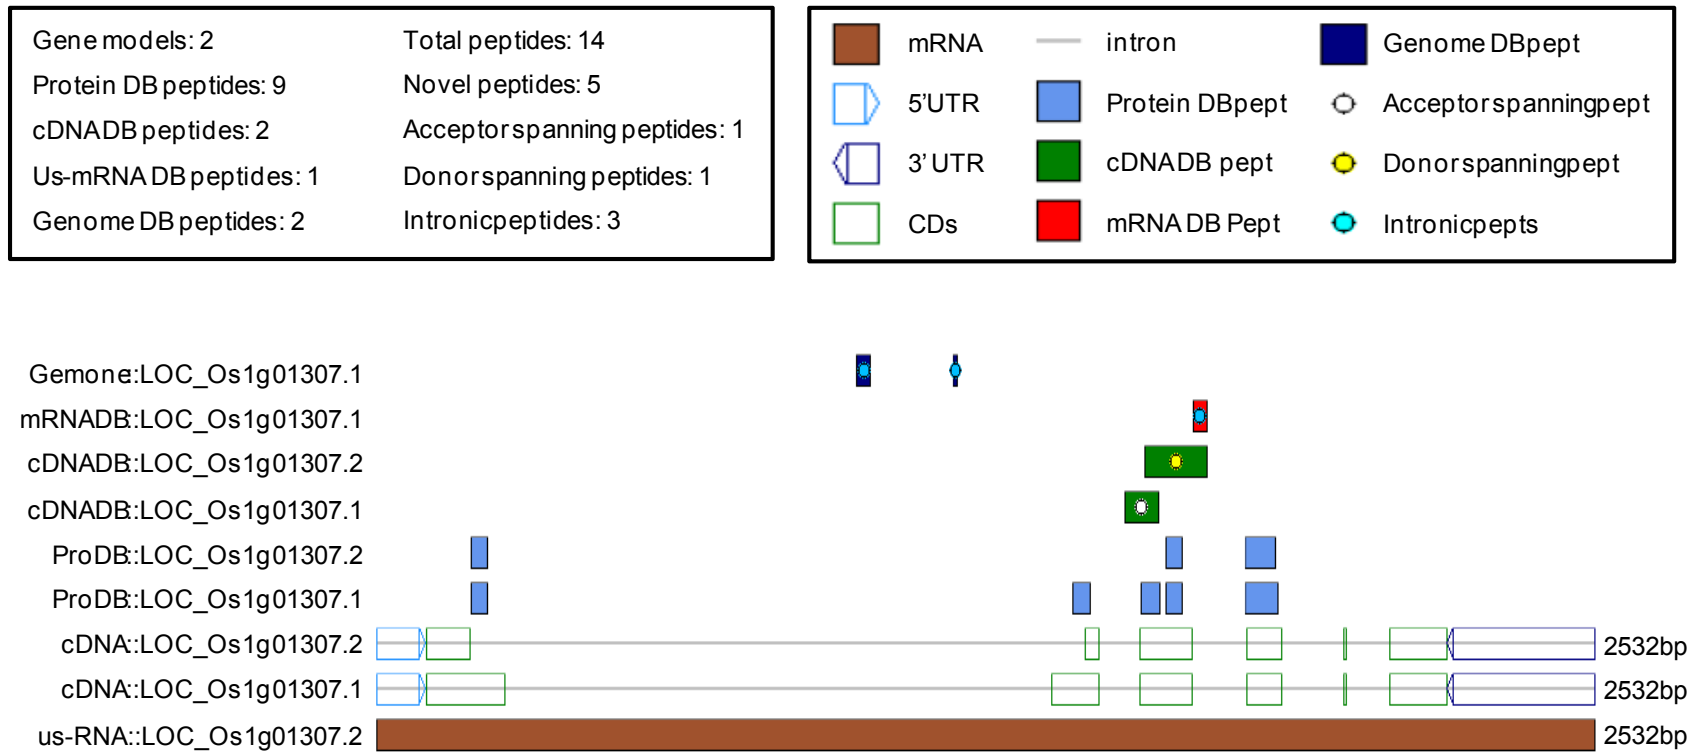 Gene models: 2
Total peptides: 14
Protein DB peptides: 9
Novel peptides: 5
cDNADB peptides: 2
Acceptor spanning peptides: 1
Us-mRNA DB peptides: 1
Donor spanning peptides: 1
Genome DB peptides: 2
Intronic peptides: 3
mRNA
intron
Genome DB pept
5'UTR
Protein DB pept
Acceptor spanning pept
3' UTR
cDNADB pept
Donor spanning pept
CDs
mRNA DB Pept
Intronic pepts
Gemone::LOC_Os1g01307.1
mRNADB::LOC_Os1g01307.1
cDNADB::LOC_Os1g01307.2
cDNADB::LOC_Os1g01307.1
ProDB::LOC_Os1g01307.2
ProDB::LOC_Os1g01307.1
cDNA::LOC_Os1g01307.2 2532bp
cDNA::LOC_Os1g01307.1 2532bp
us-RNA::LOC_Os1g01307.2 2532bp